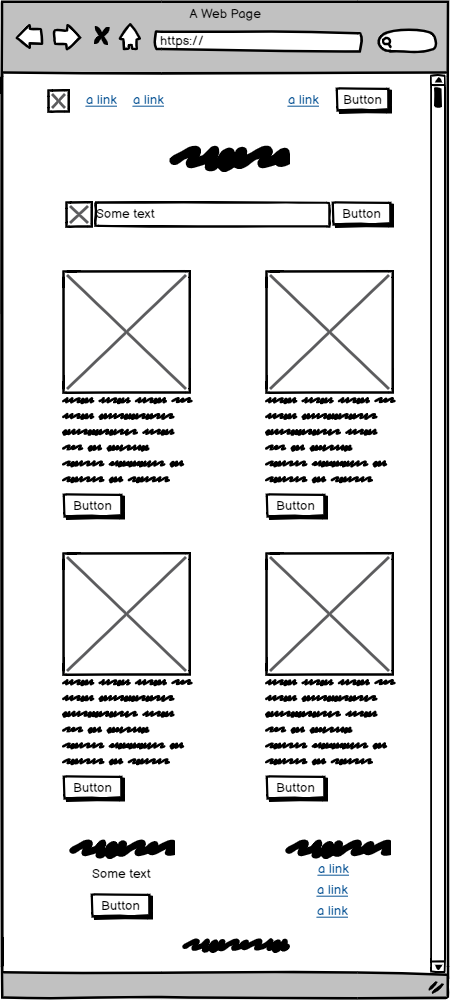 A Web Page
https://
a link a link a link Button
Some text Button
Button Button
Button Button
Some text a link
a link
Button a link